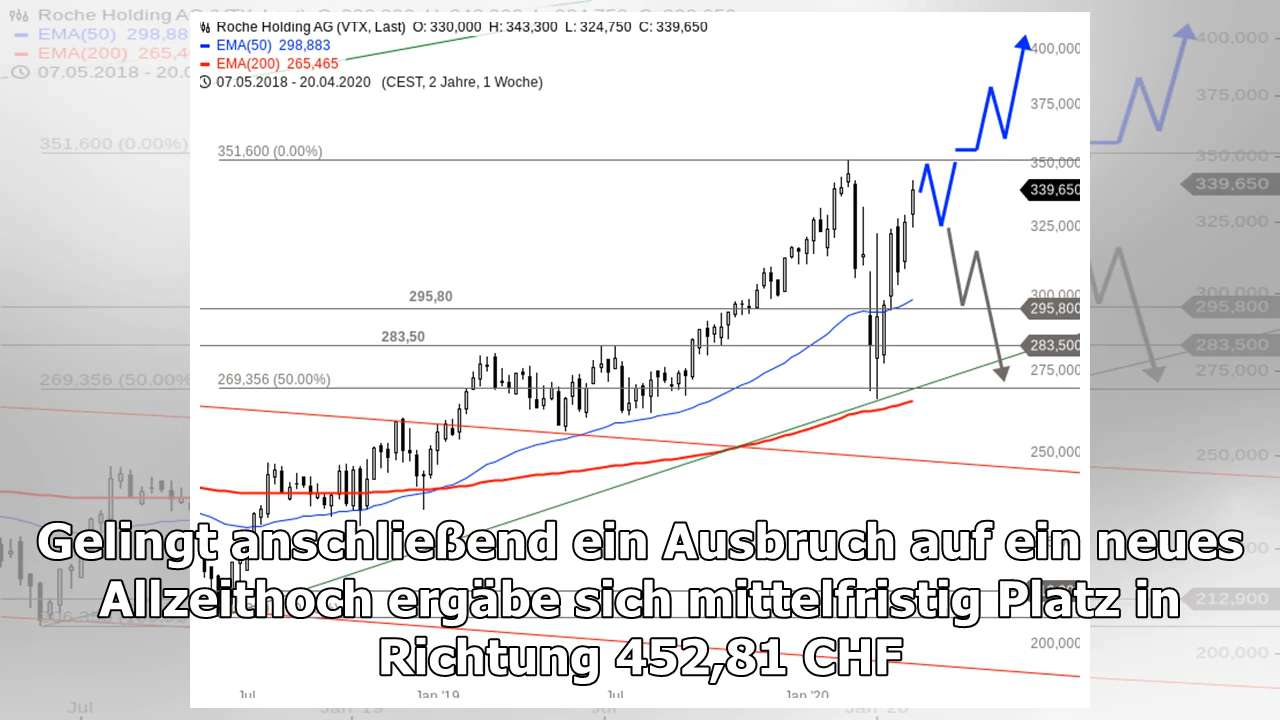 Roche Holding AG (VTX, Last) O: 330,000 H: 343,300 L: 324,750 C: 339,650
EMA(50) 298,883
EMA(200) 265,465
07.05.2018 - 20.04.2020 (CEST, 2 Jahre, 1 Woche)
400,000
375,000
351,600 (0.00%)
350,000
339,650
325,000
300,000
295,80
295,800
283,50
283,500
275,000
269,356 (50.00%)
250,000
Gelingt anschließend ein Ausbruch auf ein neues
Allzeithoch ergäbe sich mittelfristig Platz in
Richtung 452,81 CHF
212,900
200,000
Jul
Jan '19
Jul
Jan '20